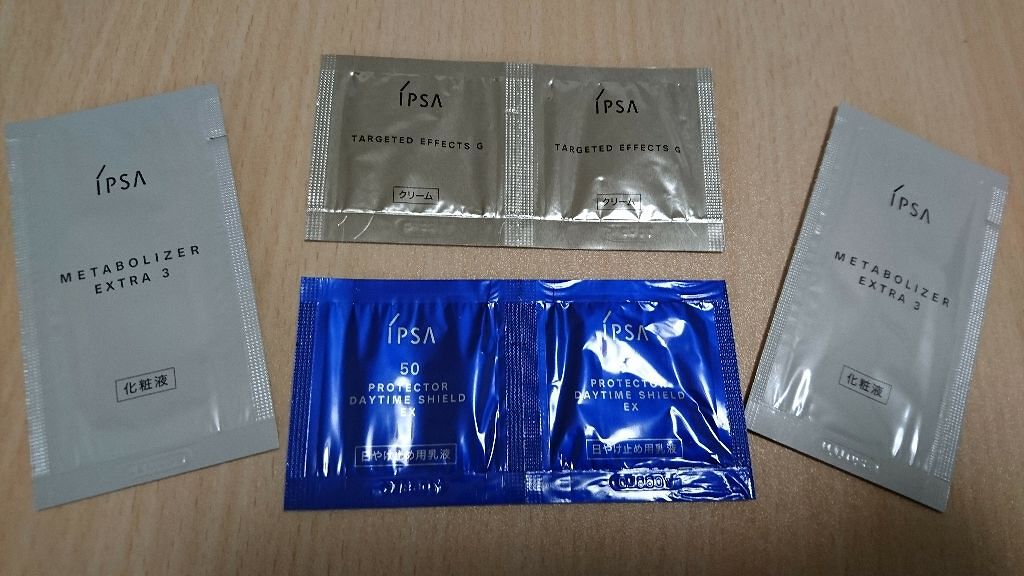 IPSA
METABOLIZER
EXTRA 3
化粧液
IPSA
TARGETED EFFECTS G
クリーム
IPSA
TARGETED EFFECTS G
クリーム
IPSA
50
PROTECTOR
DAYTIME SHIELD
EX
日やけ止め用乳液
IPSA
PROTECTOR
DAYTIME SHIELD
EX
日やけ止め用乳液
IPSA
METABOLIZER
EXTRA 3
化粧液